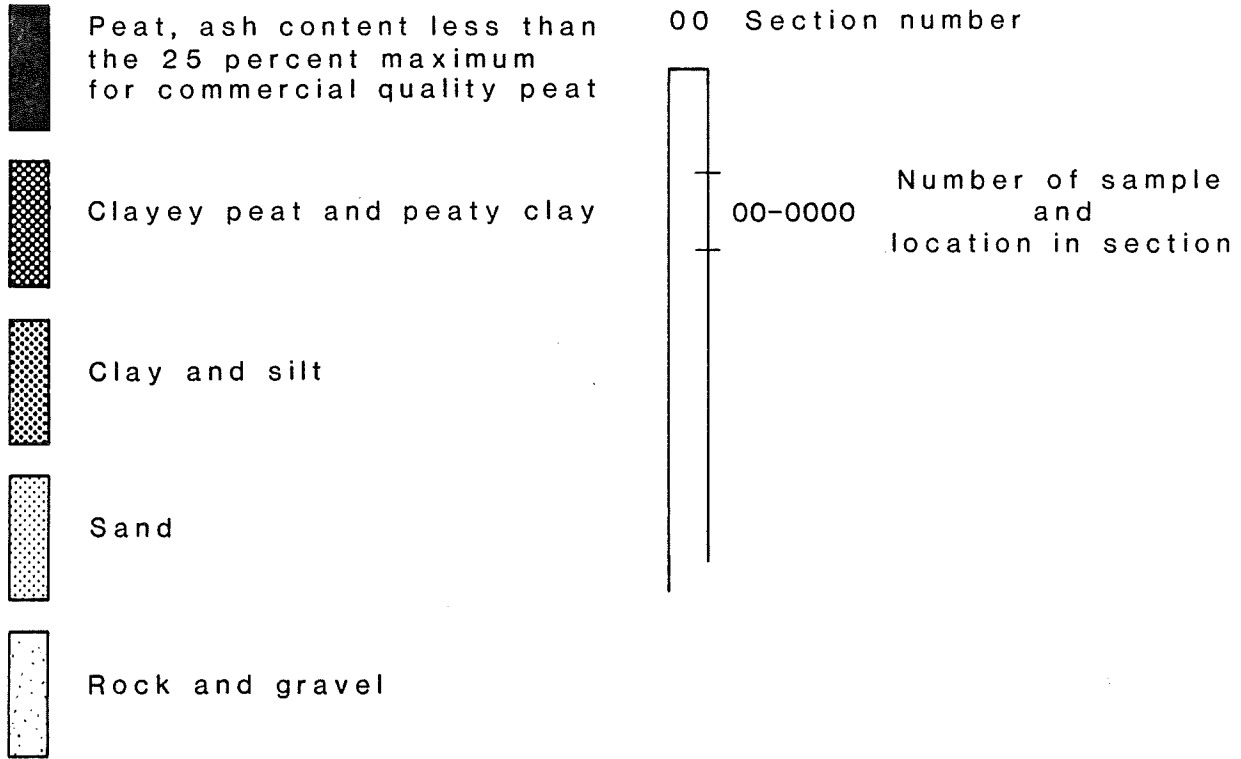 Peat, ash content less than
the 25 percent maximum
for commercial quality peat
Clayey peat and peaty clay
Clay and silt
Sand
Rock and gravel
00 Section number
00-0000
Number of sample
and
location in section